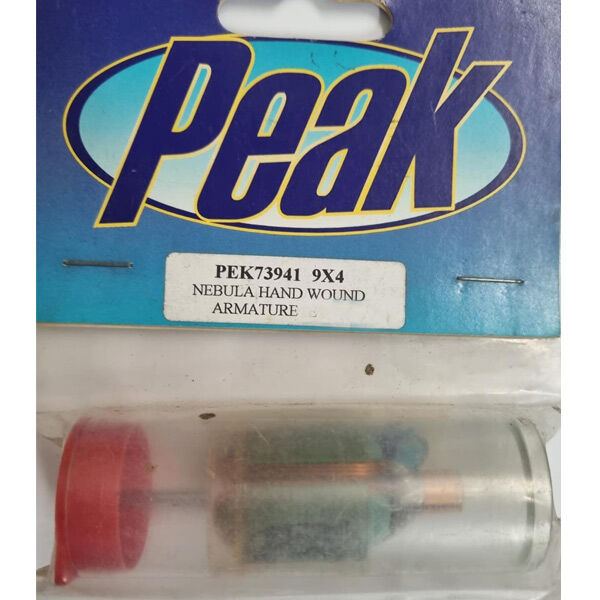 Peak
PEK73941 9X4
NEBULA HAND WOUND
ARMATURE